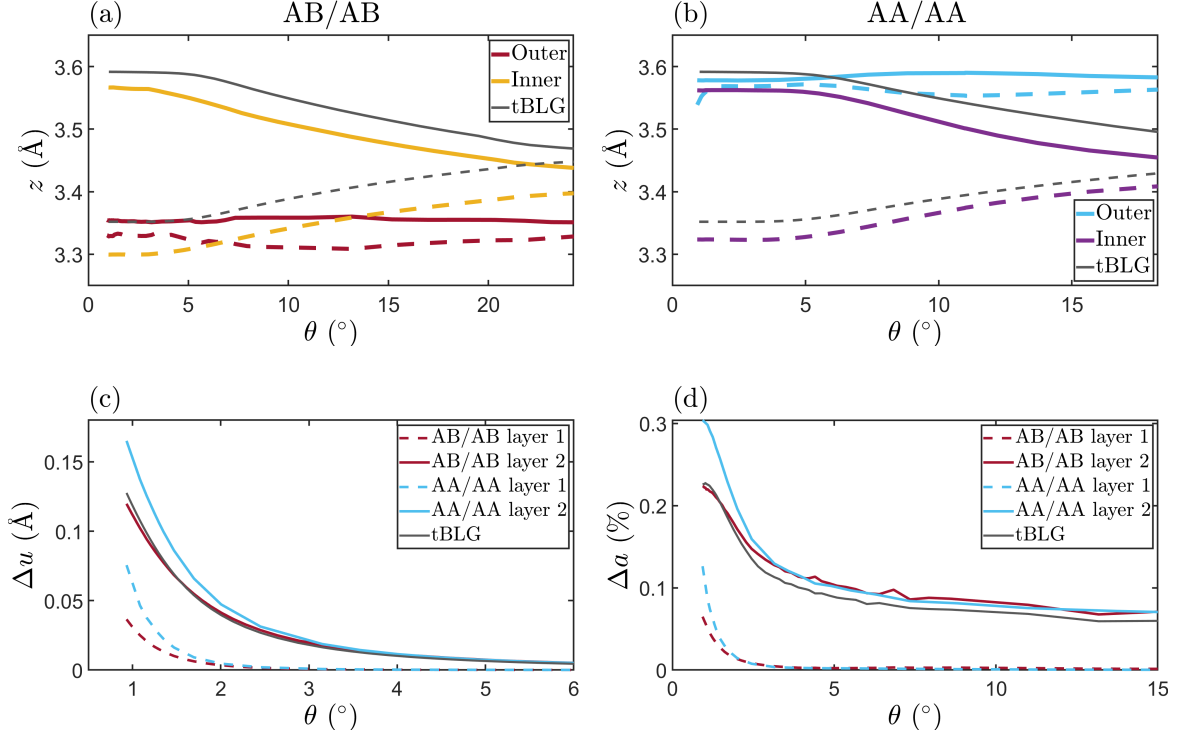 (a) AB/AB
(b) AA/AA
3.6
3.5
3.4
3.3
z (Å)
Outer
Inner
tBLG
0 5 10 15 20
θ (°)
3.6
3.5
3.4
3.3
z (Å)
Outer
Inner
tBLG
0 5 10 15
θ (°)
(c)
0.15
0.1
0.05
0
Δu (Å)
AB/AB layer 1
AB/AB layer 2
AA/AA layer 1
AA/AA layer 2
tBLG
1 2 3 4 5 6
θ (°)
(d)
0.3
0.2
0.1
0
Δa (%)
AB/AB layer 1
AB/AB layer 2
AA/AA layer 1
AA/AA layer 2
tBLG
0 5 10 15
θ (°)